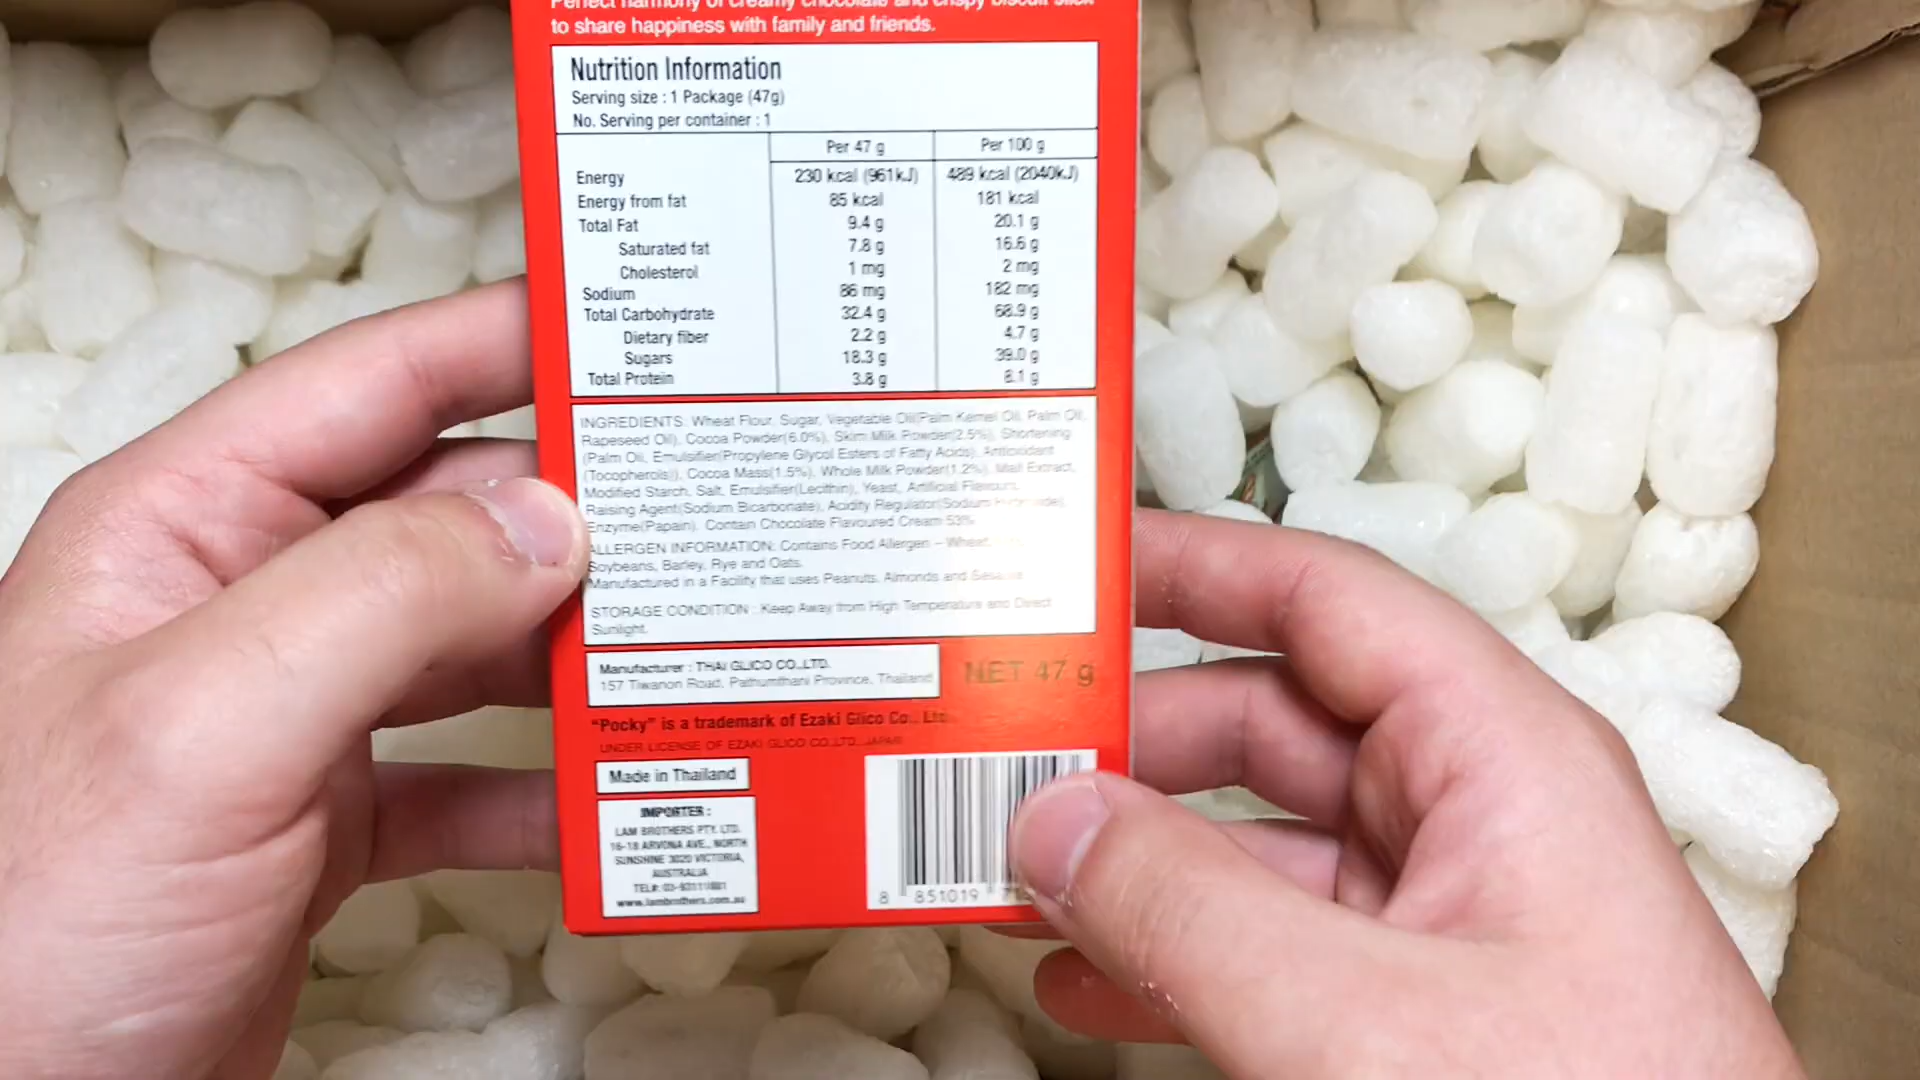 Perfect harmony of creamy chocolate and crispy biscuit stick
to share happiness with family and friends.
Nutrition Information
Serving size : 1 Package (47g)
No. Serving per container : 1
Per 47 g Per 100 g
Energy 230 kcal (961kJ) 489 kcal (2040kJ)
Energy from fat 85 kcal 181 kcal
Total Fat 9.4 g 20.1 g
Saturated fat 7.8 g 16.6 g
Cholesterol 1 mg 2 mg
Sodium 86 mg 182 mg
Total Carbohydrate 32.4 g 68.9 g
Dietary fiber 2.2 g 4.7 g
Sugars 18.3 g 39.0 g
Total Protein 3.8 g 8.1 g
INGREDIENTS: Wheat Flour, Sugar, Vegetable Oil(Palm Kernel Oil, Palm Oil,
Rapeseed Oil), Cocoa Powder(6.0%), Skim Milk Powder(2.5%), Shortening
(Palm Oil, Emulsifier(Propylene Glycol Esters of Fatty Acids), Antioxidant
(Tocopherols)), Cocoa Mass(1.5%), Whole Milk Powder(1.2%), Malt Extract,
Modified Starch, Salt, Emulsifier(Lecithin), Yeast, Artificial Flavours,
Raising Agent(Sodium Bicarbonate), Acidity Regulator(Sodium
Enzyme(Papain). Contain Chocolate Flavoured Cream 53%
ALLERGEN INFORMATION: Contains Food Allergen – Wheat,
Soybeans, Barley, Rye and Oats.
Manufactured in a Facility that uses Peanuts, Almonds and
STORAGE CONDITION : Keep Away from High Temperature and Direct
Sunlight.
Manufacturer : THAI GLICO CO.,LTD.
157 Tiwanon Road, Pathumthani Province, Thailand
NET 47 g
"Pocky" is a trademark of Ezaki Glico Co., Ltd.
UNDER LICENSE OF EZAKI GLICO CO.,LTD., JAPAN
Made in Thailand
IMPORTER :
LAM BROTHERS PTY. LTD.
16-18 ARVONA AVE., NORTH
SUNSHINE 3020 VICTORIA,
AUSTRALIA
TEL#: 
www.lambrothers.com.au
8 851019